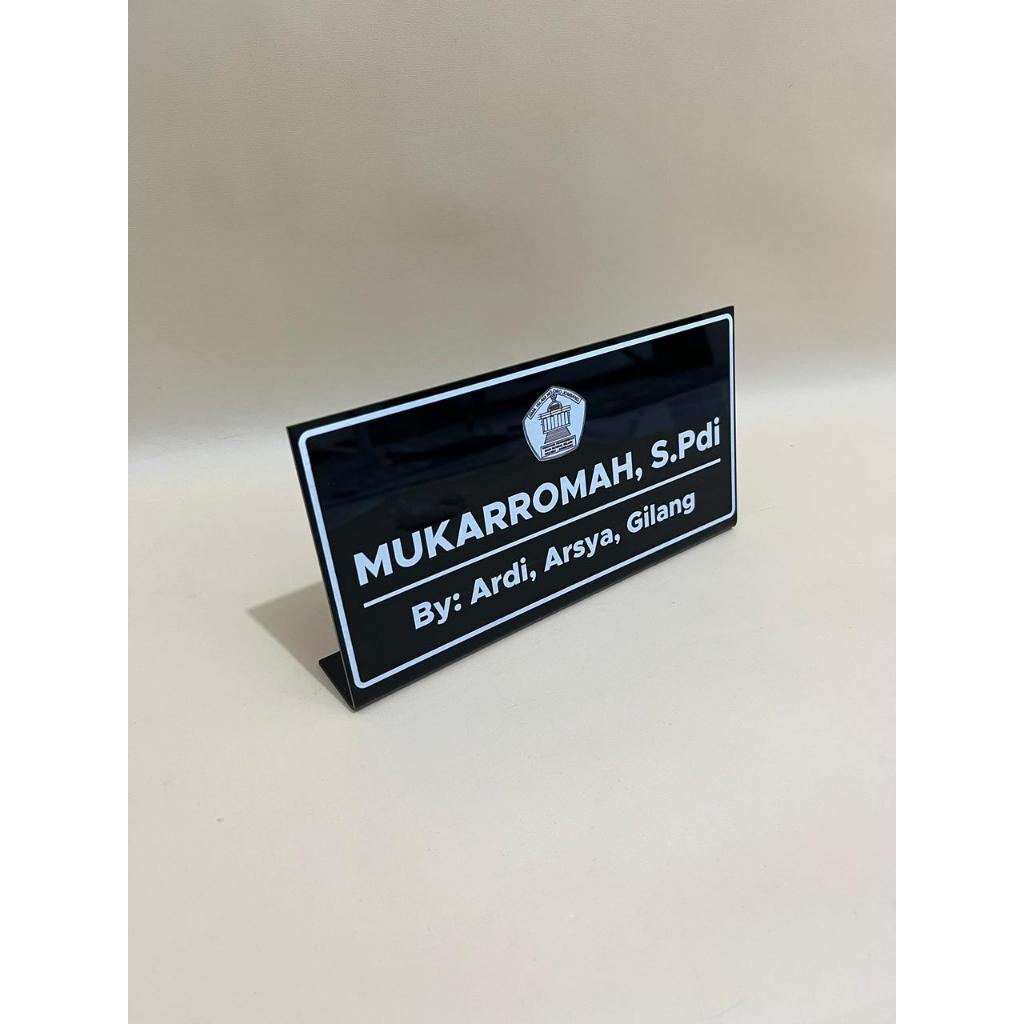 MUKARROMAH, S.Pdi
By: Ardi, Arsya, Gilang